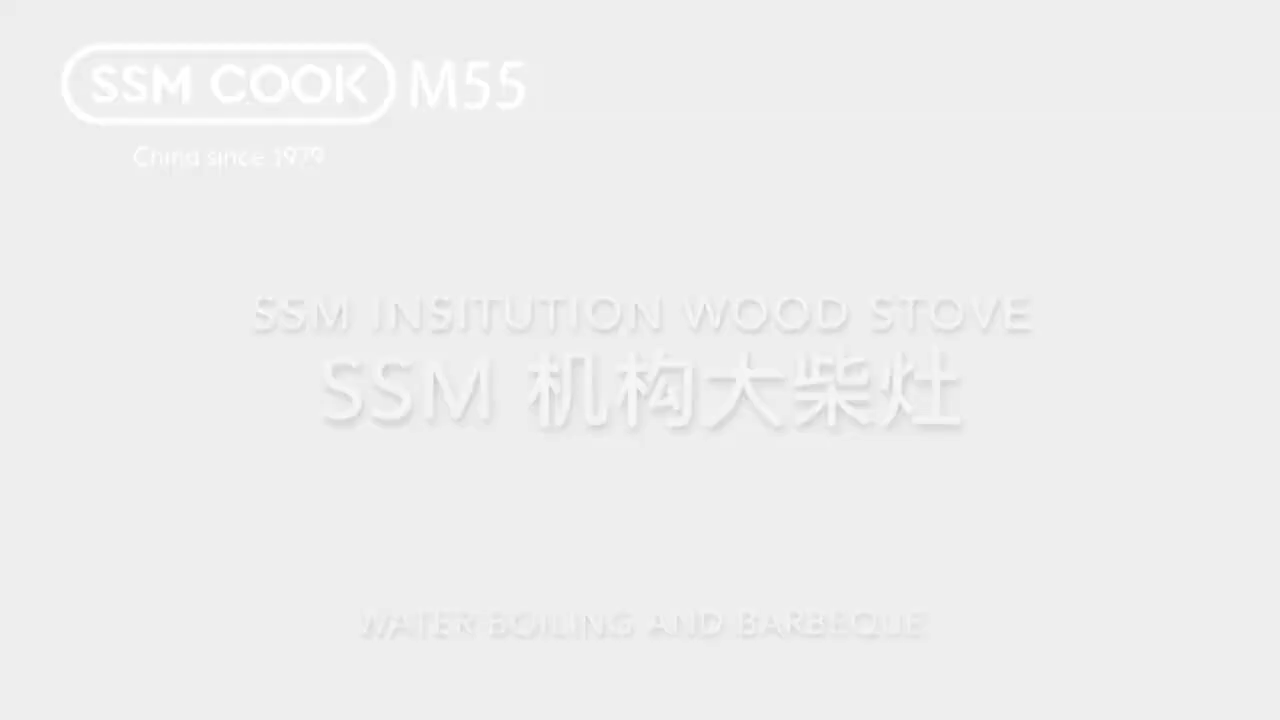 SSM COOK M55
China since 1979
SSM INSITUTION WOOD STOVE
SSM 机构大柴灶
WATER BOILING AND BARBEQUE